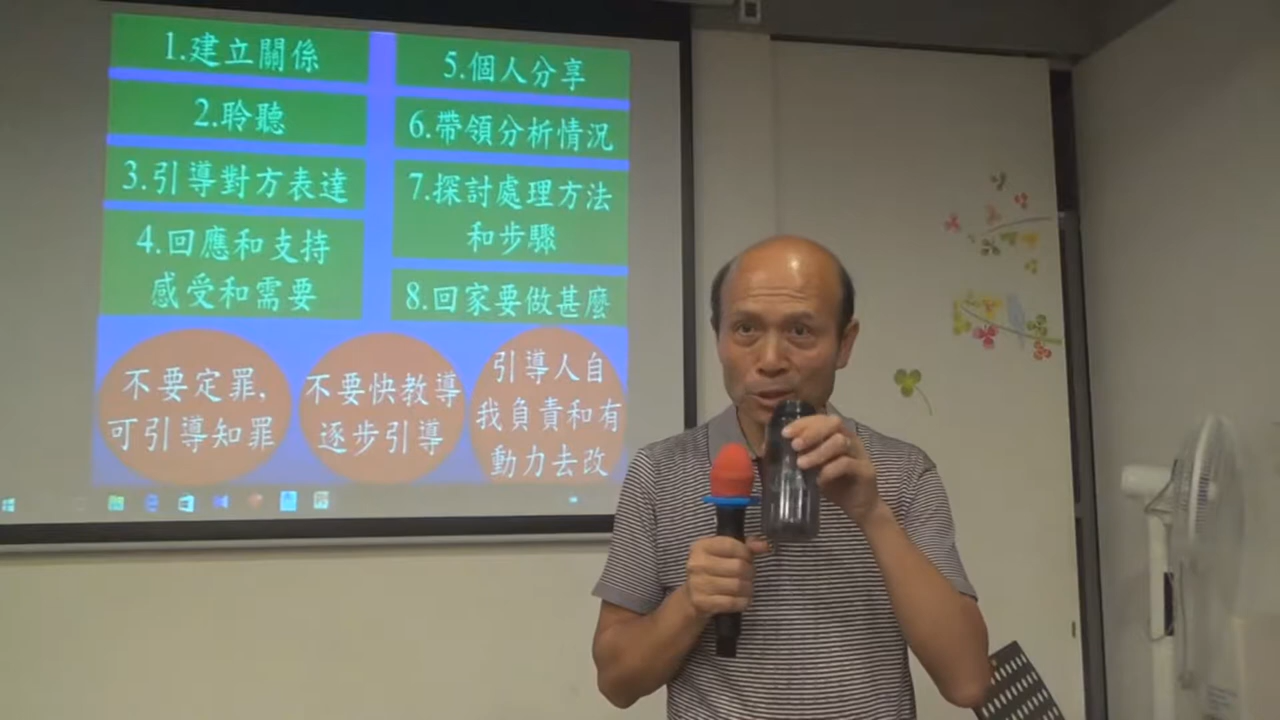 1.建立關係
2.聆聽
3.引導對方表達
4.回應和支持
感受和需要
5.個人分享
6.帶領分析情況
7.探討處理方法
和步驟
8.回家要做甚麼
不要定罪,
可引導知罪
不要快教導
逐步引導
引導人自
我負責和有
動力去改